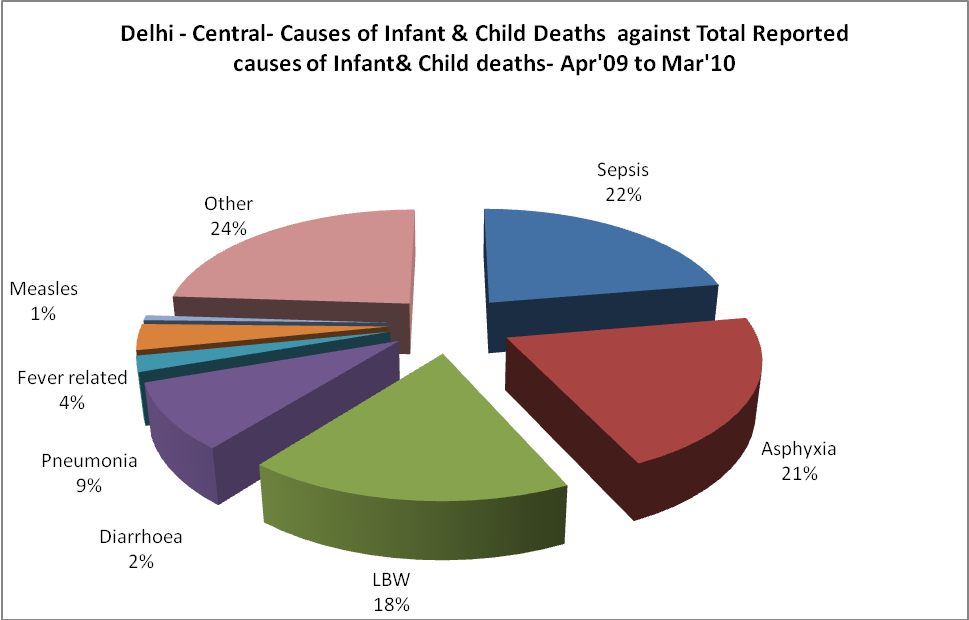 Delhi - Central- Causes of Infant & Child Deaths against Total Reported
causes of Infant& Child deaths- Apr'09 to Mar'10
Sepsis
22%
Other
24%
Measles
1%
Fever related
4%
Asphyxia
21%
Pneumonia
9%
Diarrhoea
2%
LBW
18%